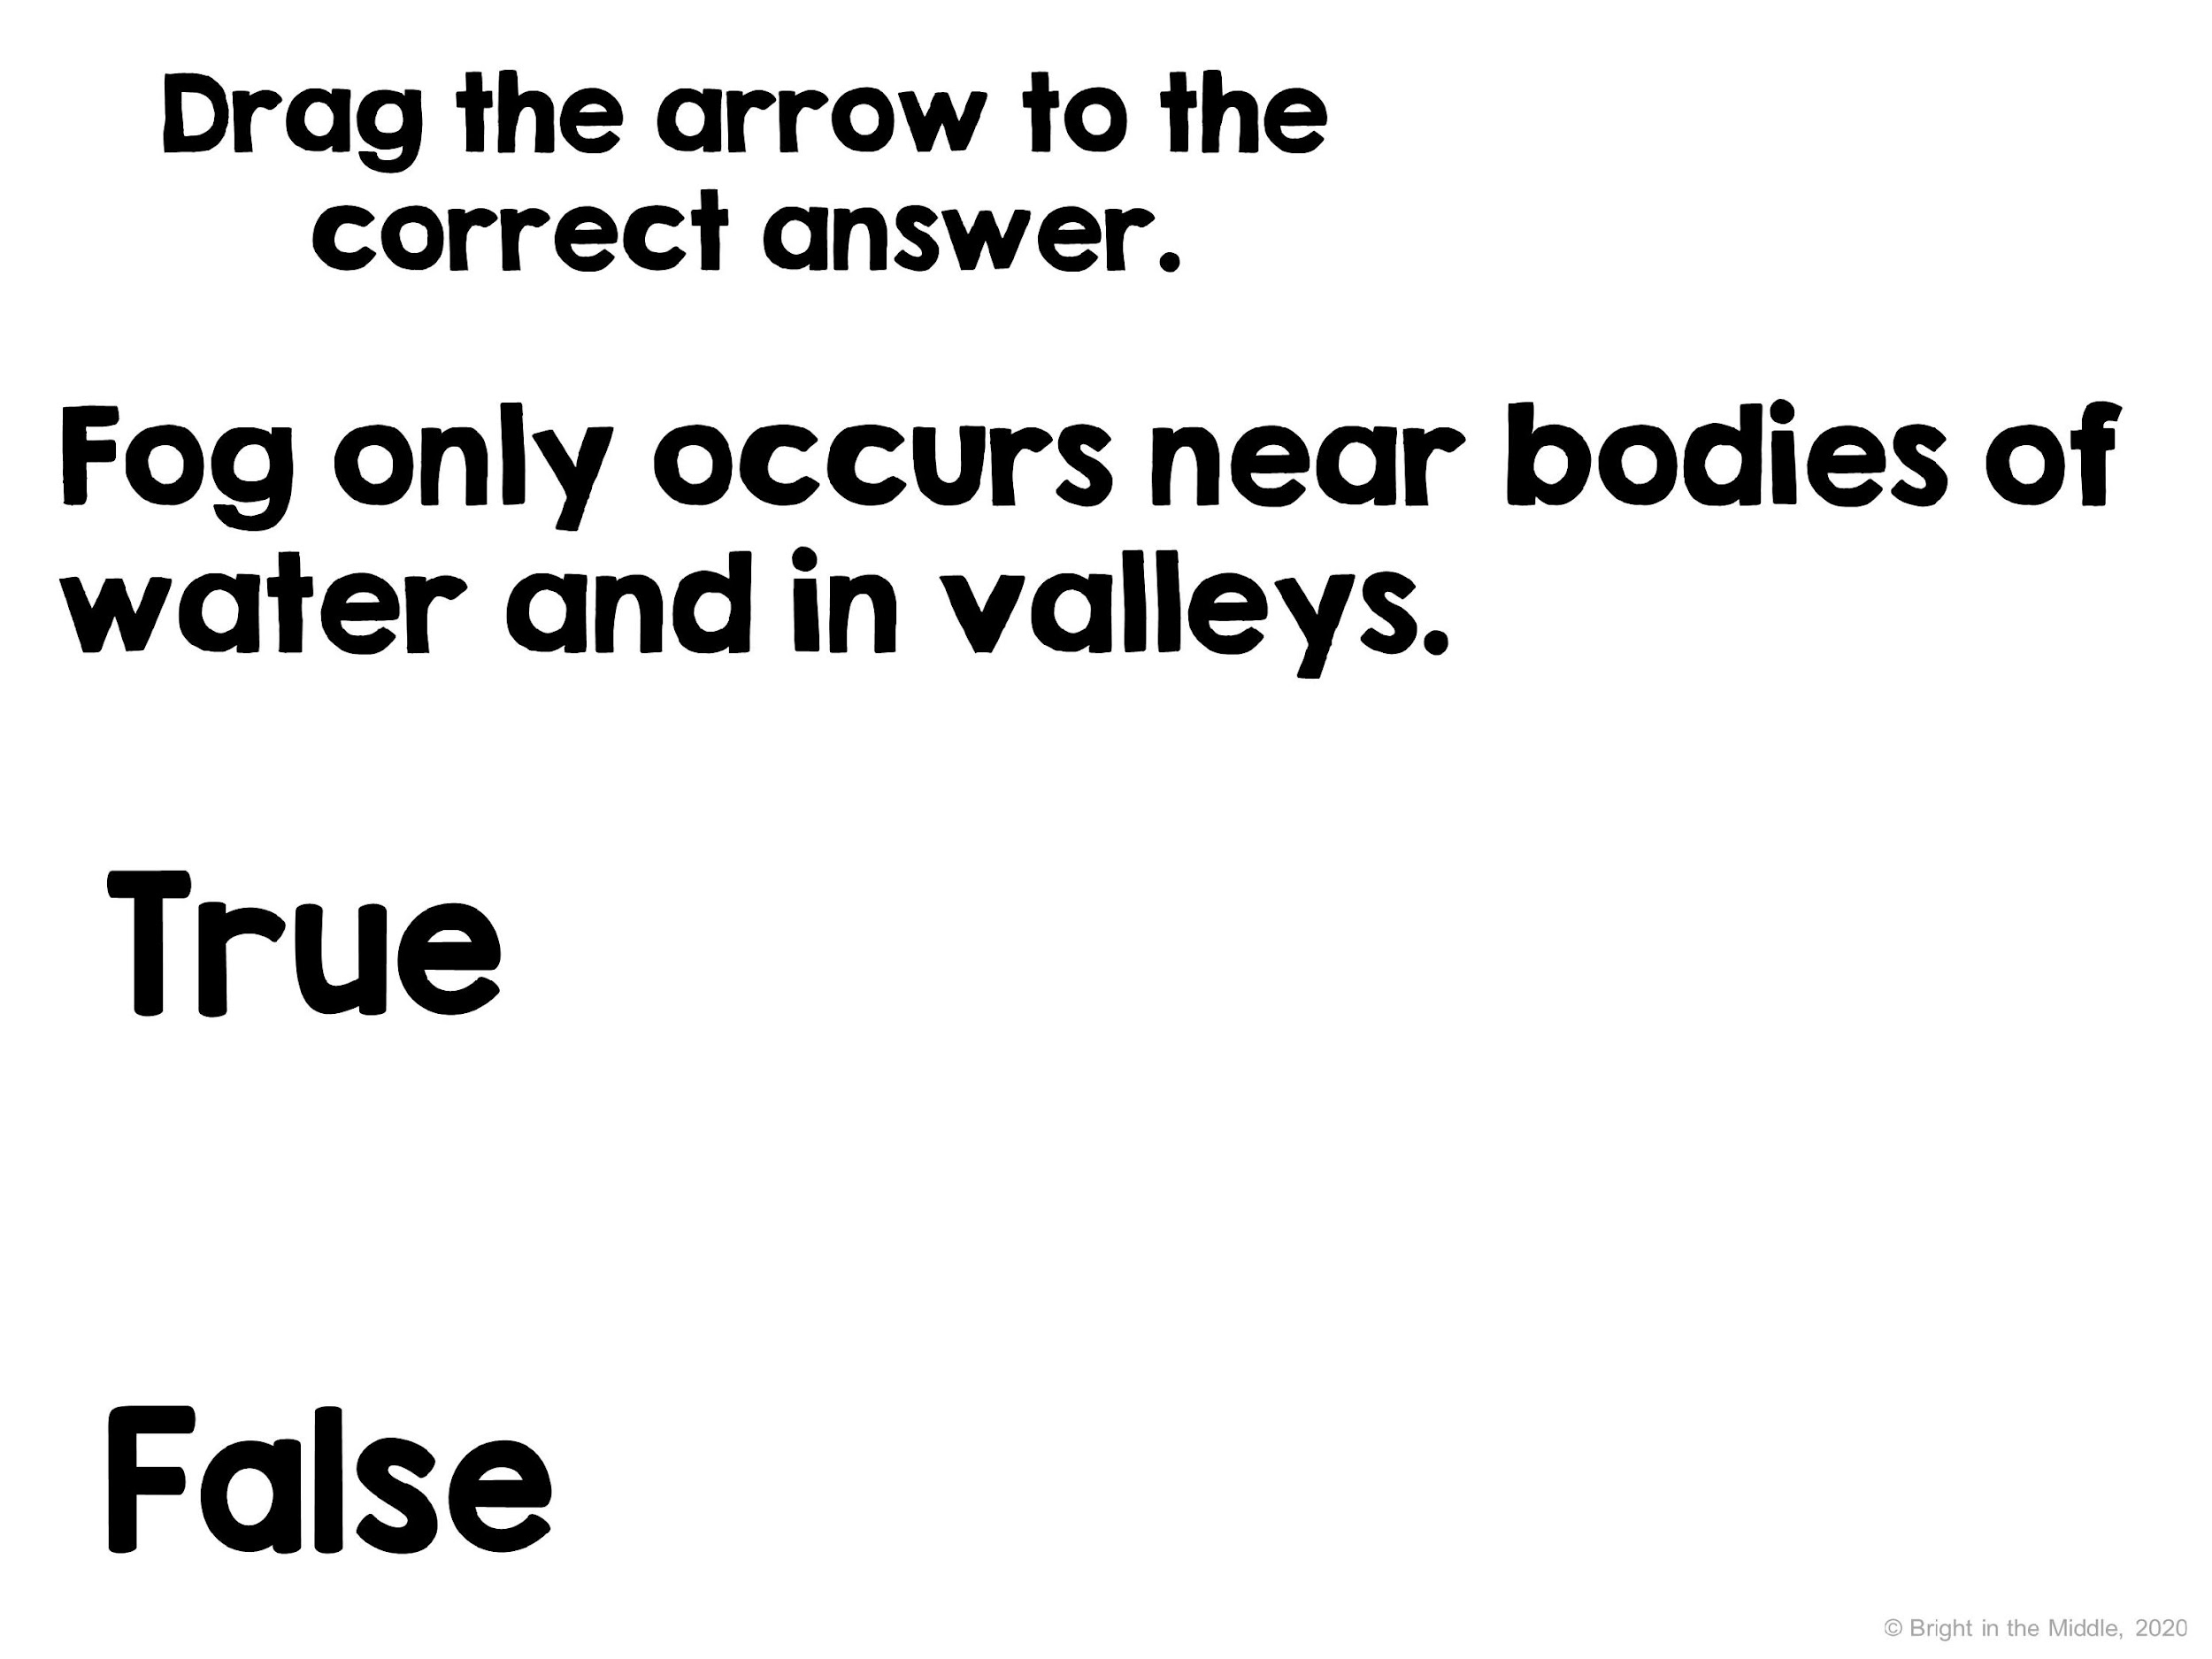 Drag the arrow to the
correct answer.
Fog only occurs near bodies of
water and in valleys.
True
False
© Bright in the Middle, 2020